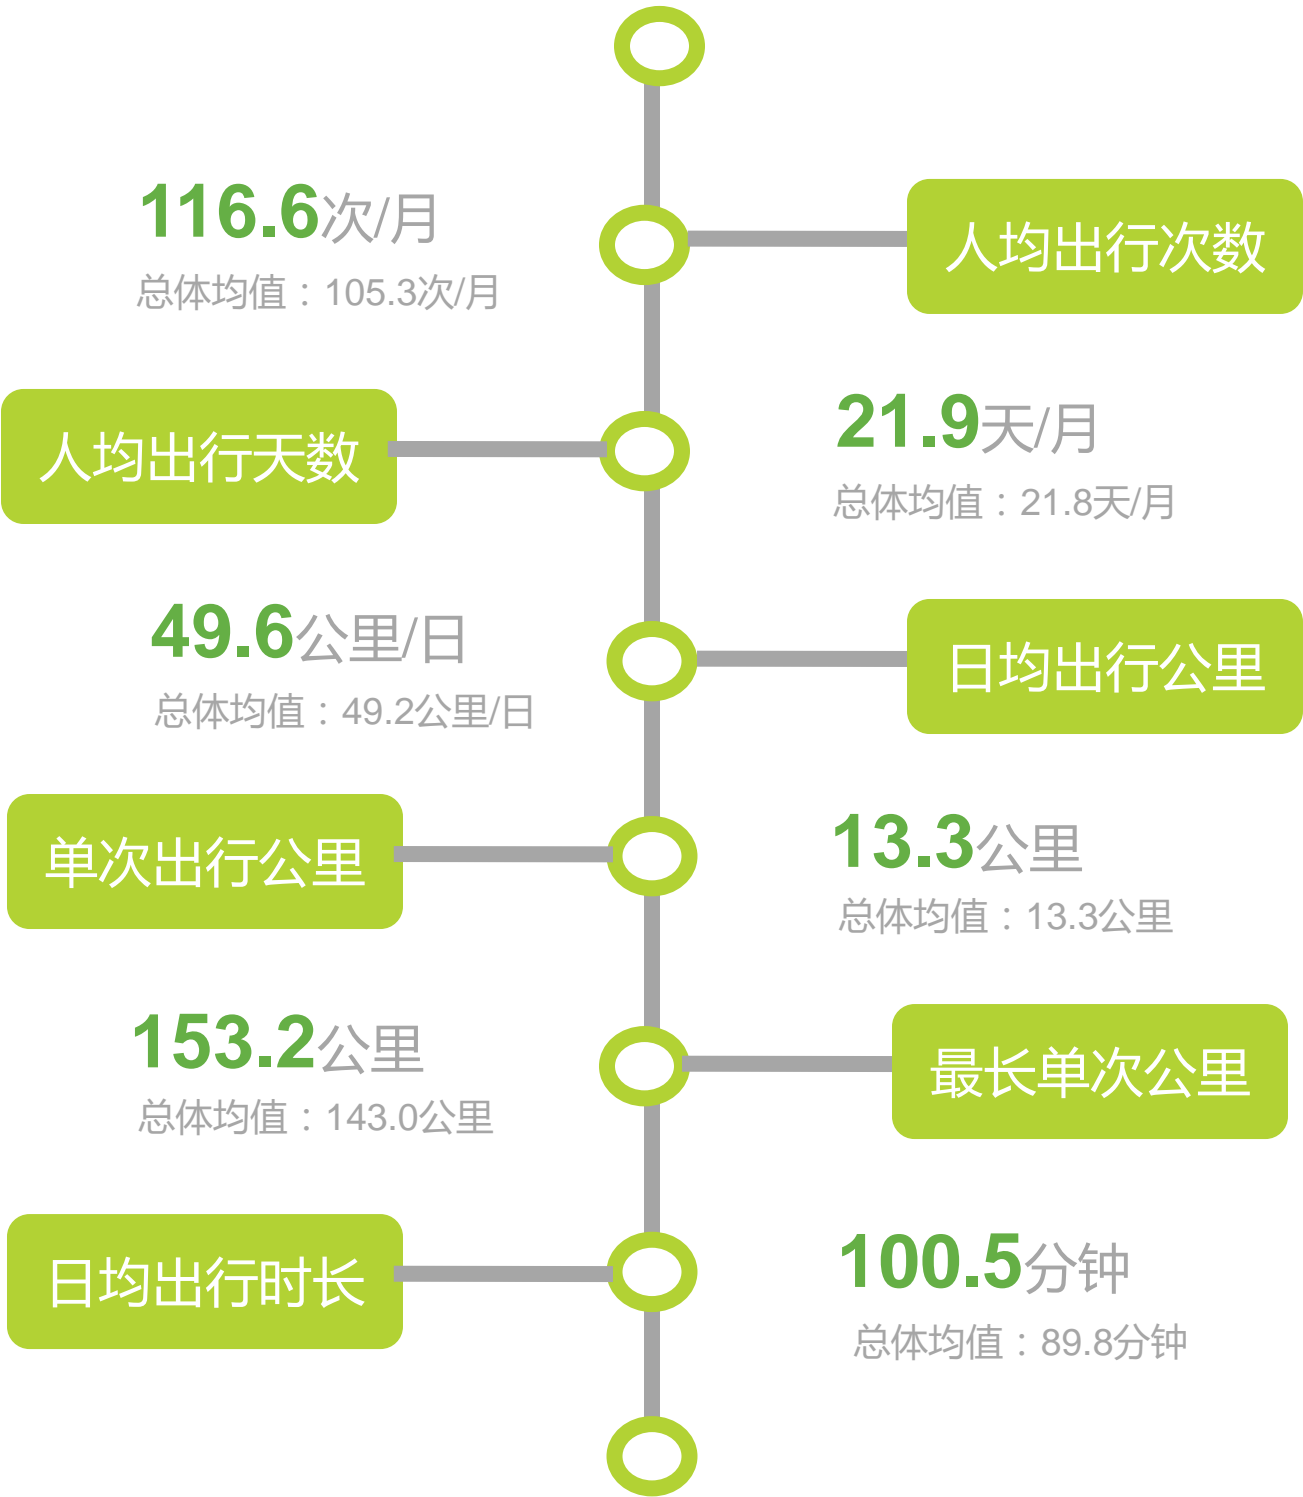 116.6次/月
总体均值：105.3次/月
人均出行次数
人均出行天数
21.9天/月
总体均值：21.8天/月
49.6公里/日
总体均值：49.2公里/日
日均出行公里
单次出行公里
13.3公里
总体均值：13.3公里
153.2公里
总体均值：143.0公里
最长单次公里
日均出行时长
100.5分钟
总体均值：89.8分钟